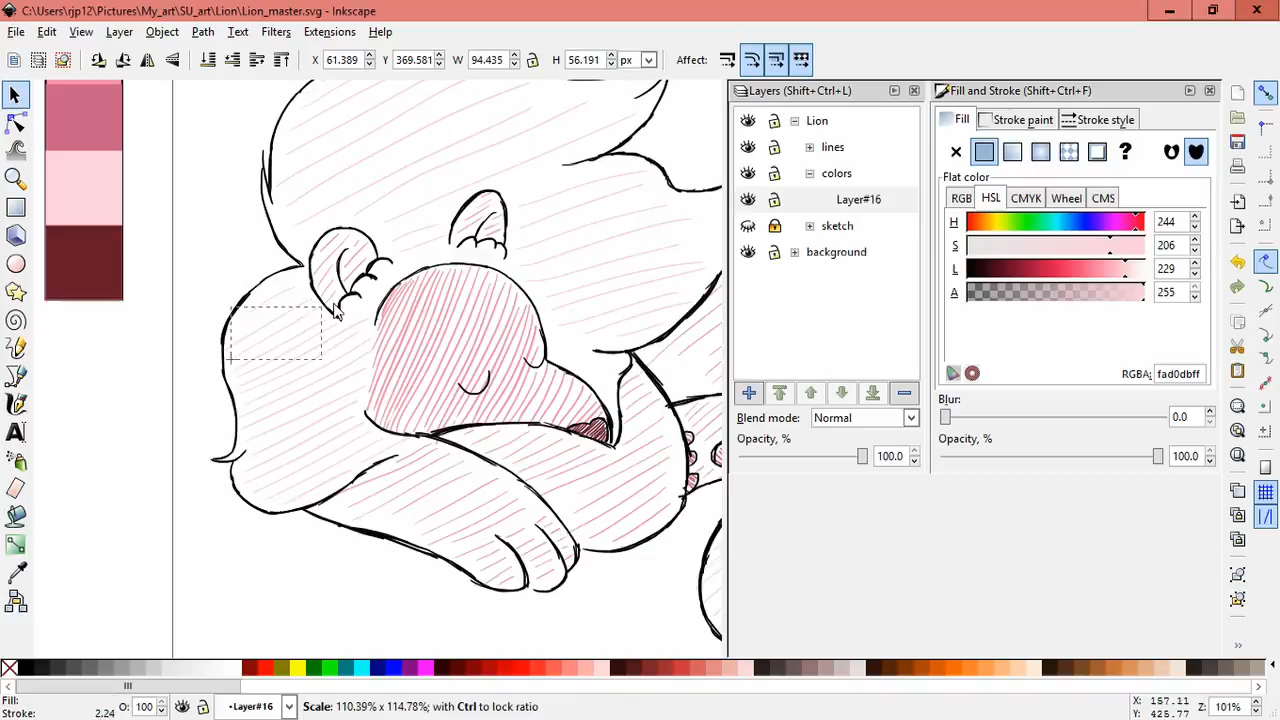 C:\Users\rjp12\Pictures\My_art\SU_art\Lion\Lion_master.svg - Inkscape
File Edit View Layer Object Path Text Filters Extensions Help
X 61.389 Y 369.581 W 94.435 H 56.191 px Affect:
Layers (Shift+Ctrl+L)
Lion
lines
colors
Layer#16
sketch
background
Blend mode: Normal
Opacity, % 100.0
Fill and Stroke (Shift+Ctrl+F)
Fill Stroke paint Stroke style
?
Flat color
RGB HSL CMYK Wheel CMS
H 244
S 206
L 229
A 255
RGBA: fad0dbff
Blur:
0.0
Opacity, %
100.0
Fill:
Stroke: 2.24 O: 100 •Layer#16 Scale: 110.39% x 114.78%; with Ctrl to lock ratio
X: 157.11
Y: 425.77
Z: 101%